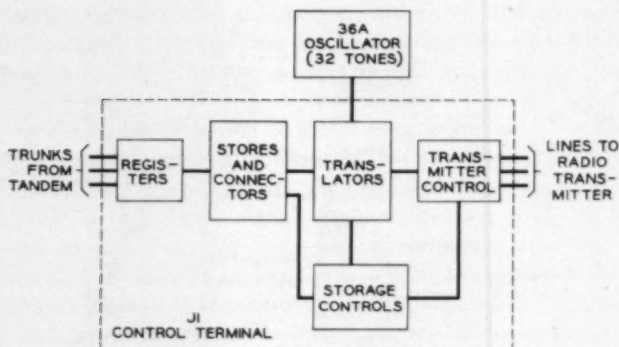 36A
OSCILLATOR
(32 TONES)
TRUNKS
FROM
TANDEM
REGIS-
TERS
STORES
AND
CONNEC-
TORS
TRANS-
LATORS
TRANS-
MITTER
CONTROL
LINES TO
RADIO
TRANS-
MITTER
STORAGE
CONTROLS
J1
CONTROL TERMINAL